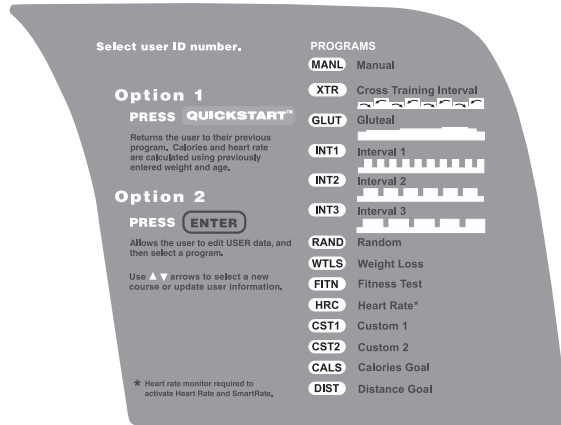 Select user ID number.
Option 1
PRESS QUICKSTART™
Returns the user to their previous
program. Calories and heart rate
are calculated using previously
entered weight and age.
Option 2
PRESS ENTER
Allows the user to edit USER data, and
then select a program.
Use ▲ ▼ arrows to select a new
course or update user information.
* Heart rate monitor required to
activate Heart Rate and SmartRate.
PROGRAMS
MANL Manual
XTR Cross Training Interval
GLUT Gluteal
INT1 Interval 1
INT2 Interval 2
INT3 Interval 3
RAND Random
WTLS Weight Loss
FITN Fitness Test
HRC Heart Rate*
CST1 Custom 1
CST2 Custom 2
CALS Calories Goal
DIST Distance Goal